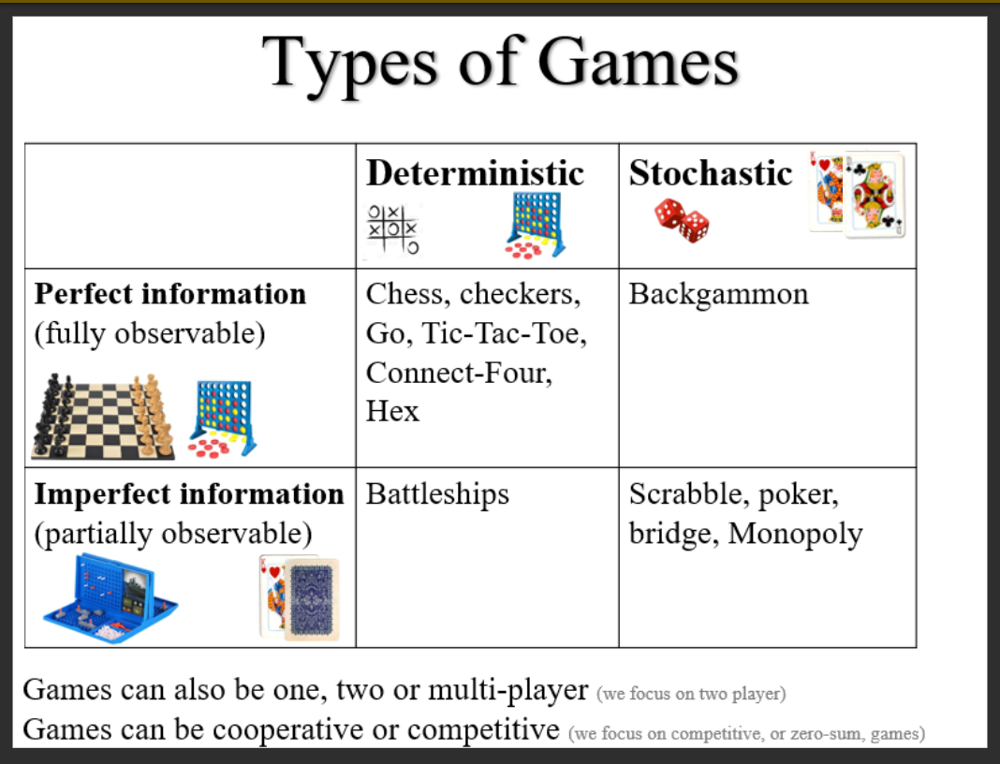 Types of Games
Deterministic
Stochastic
Perfect information
(fully observable)
Chess, checkers,
Go, Tic-Tac-Toe,
Connect-Four,
Hex
Backgammon
Imperfect information
(partially observable)
Battleships
Scrabble, poker,
bridge, Monopoly
Games can also be one, two or multi-player (we focus on two player)
Games can be cooperative or competitive (we focus on competitive, or zero-sum, games)